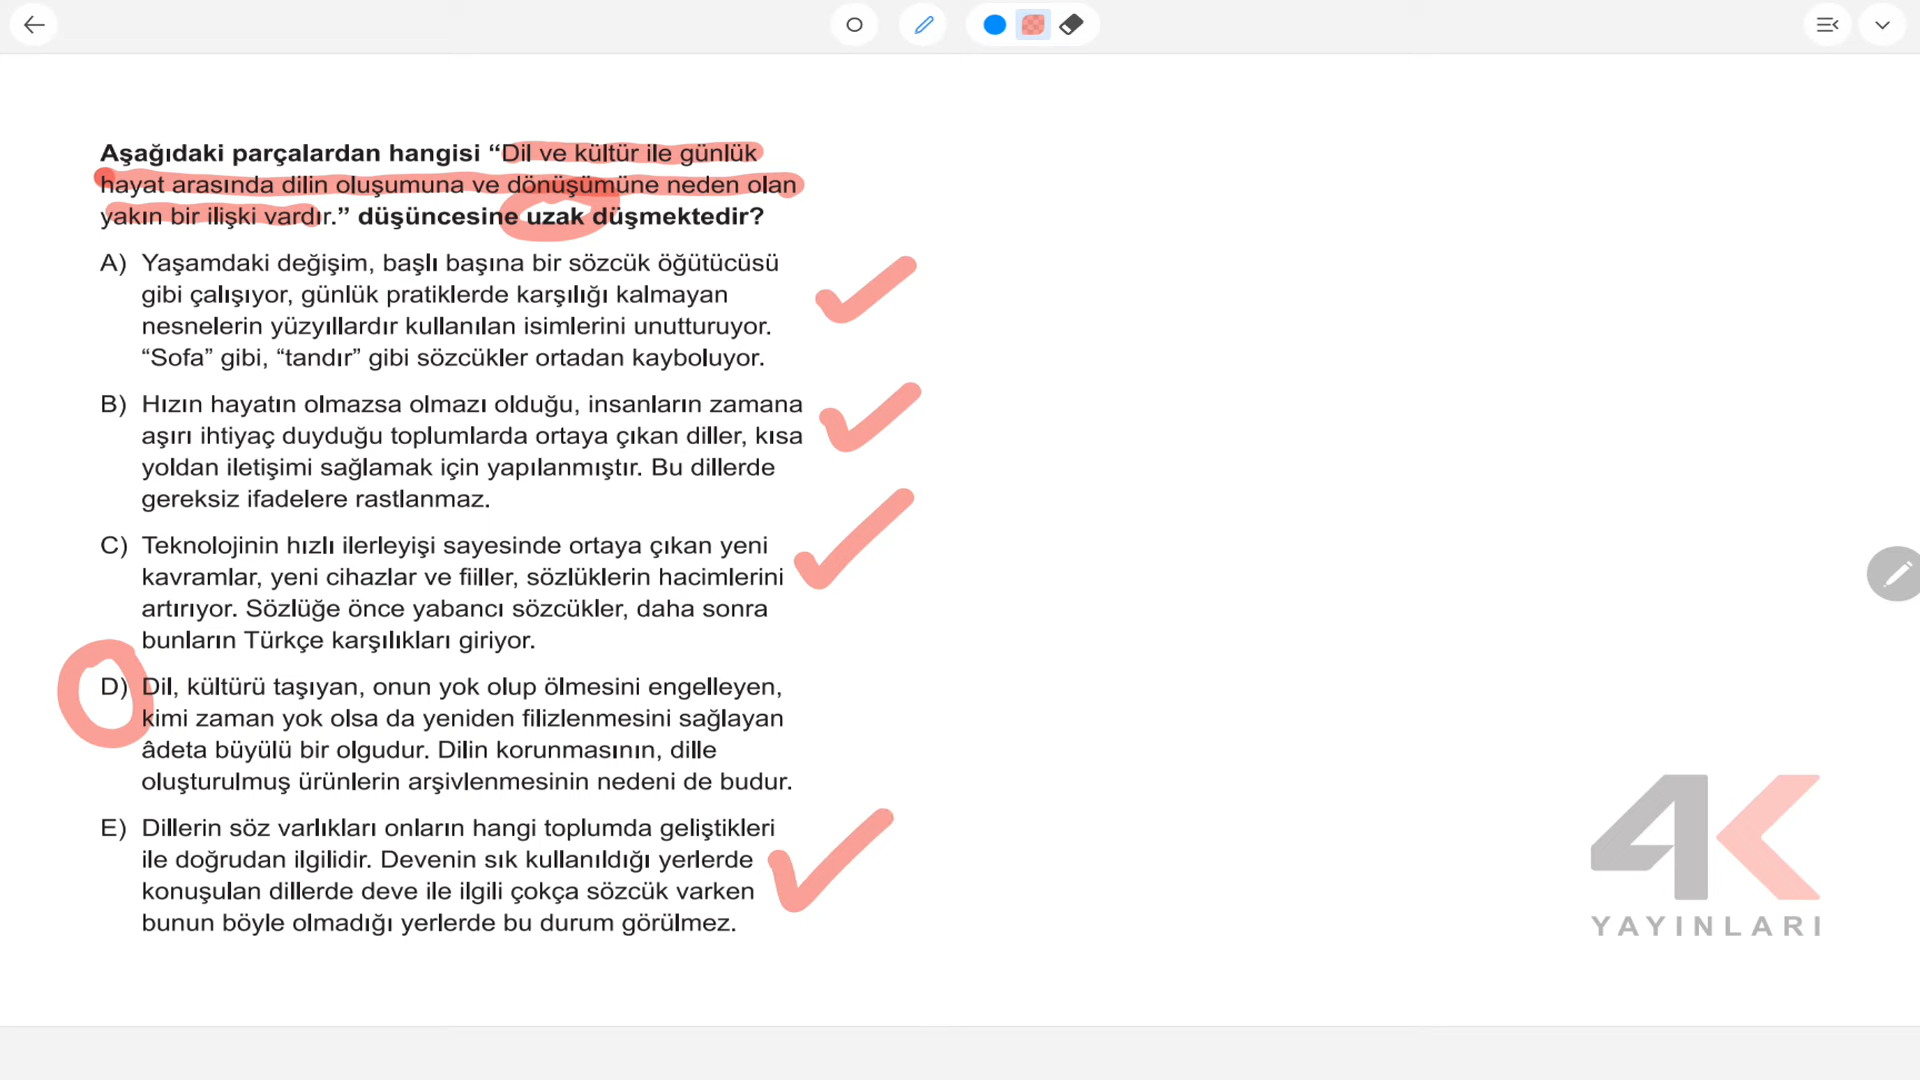 Aşağıdaki parçalardan hangisi “Dil ve kültür ile günlük
hayat arasında dilin oluşumuna ve dönüşümüne neden olan
yakın bir ilişki vardır.” düşüncesine uzak düşmektedir?
A) Yaşamdaki değişim, başlı başına bir sözcük öğütücüsü
gibi çalışıyor, günlük pratiklerde karşılığı kalmayan
nesnelerin yüzyıllardır kullanılan isimlerini unutturuyor.
“Sofa” gibi, “tandır” gibi sözcükler ortadan kayboluyor.
B) Hızın hayatın olmazsa olmazı olduğu, insanların zamana
aşırı ihtiyaç duyduğu toplumlarda ortaya çıkan diller, kısa
yoldan iletişimi sağlamak için yapılanmıştır. Bu dillerde
gereksiz ifadelere rastlanmaz.
C) Teknolojinin hızlı ilerleyişi sayesinde ortaya çıkan yeni
kavramlar, yeni cihazlar ve fiiller, sözlüklerin hacimlerini
artırıyor. Sözlüğe önce yabancı sözcükler, daha sonra
bunların Türkçe karşılıkları giriyor.
D) Dil, kültürü taşıyan, onun yok olup ölmesini engelleyen,
kimi zaman yok olsa da yeniden filizlenmesini sağlayan
âdeta büyülü bir olgudur. Dilin korunmasının, dille
oluşturulmuş ürünlerin arşivlenmesinin nedeni de budur.
E) Dillerin söz varlıkları onların hangi toplumda geliştikleri
ile doğrudan ilgilidir. Devenin sık kullanıldığı yerlerde
konuşulan dillerde deve ile ilgili çokça sözcük varken
bunun böyle olmadığı yerlerde bu durum görülmez.
4K
YAYINLARI